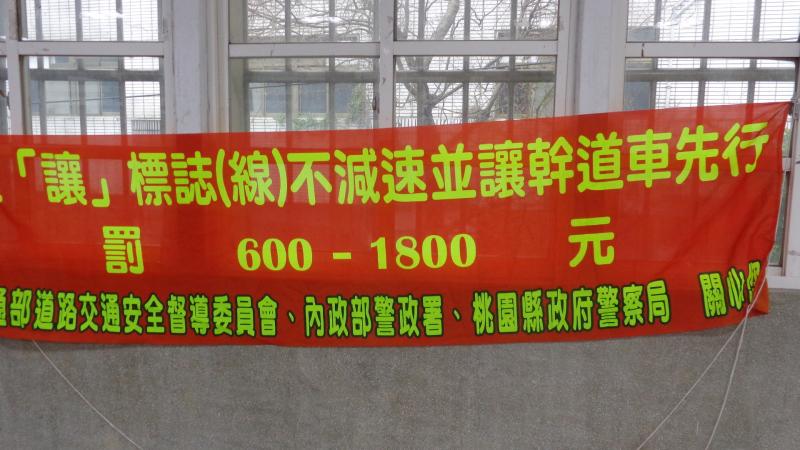 「讓」標誌(線)不減速並讓幹道車先行
罰 600 - 1800 元
通部道路交通安全督導委員會、內政部警政署、桃園縣政府警察局 關心您